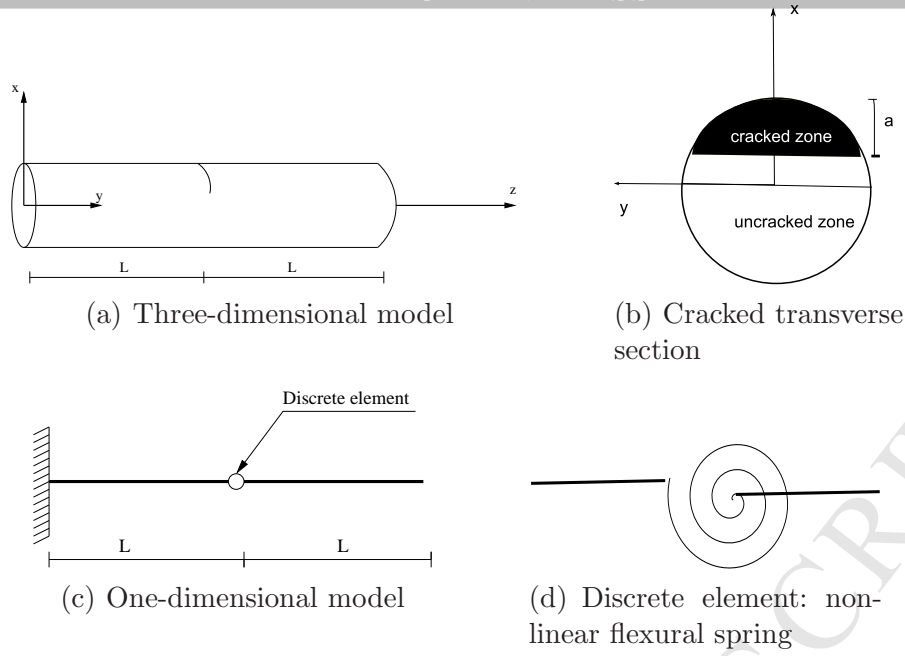 x
y
z
L
L
(a) Three-dimensional model
x
a
cracked zone
y
uncracked zone
(b) Cracked transverse
section
Discrete element
L
L
(c) One-dimensional model
(d) Discrete element: non-
linear flexural spring